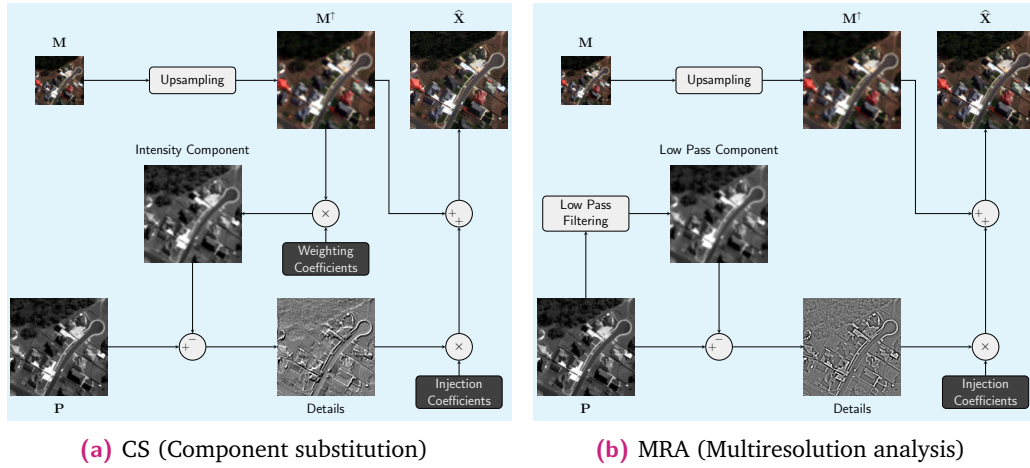 M
M†
X̂
Upsampling
Intensity Component
×
+
+
Weighting
Coefficients
+
−
×
Injection
Coefficients
P
Details
(a) CS (Component substitution)
M
M†
X̂
Upsampling
Low Pass Component
Low Pass
Filtering
+
+
+
−
×
Injection
Coefficients
P
Details
(b) MRA (Multiresolution analysis)